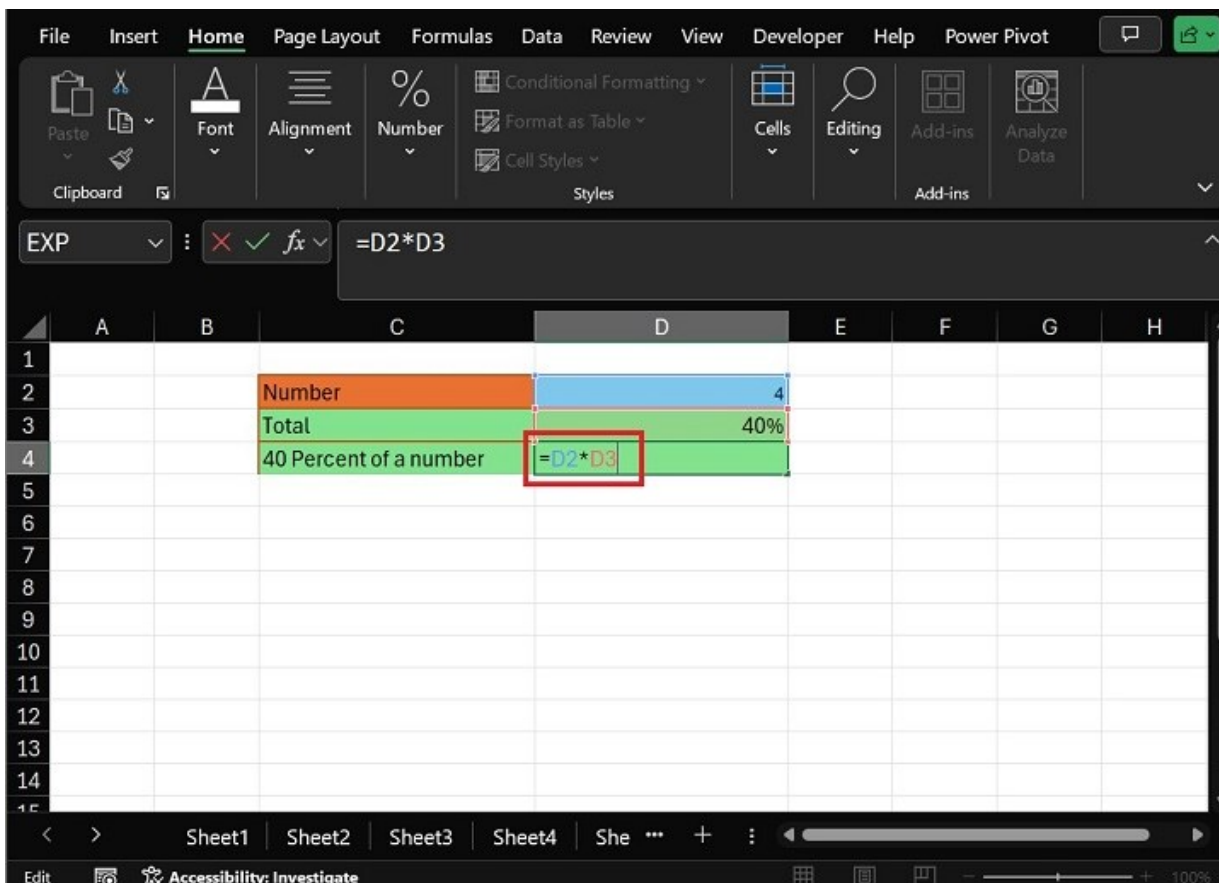 File Insert Home Page Layout Formulas Data Review View Developer Help Power Pivot
Paste
Clipboard
Font
Alignment
%
Number
Conditional Formatting
Format as Table
Cell Styles
Styles
Cells
Editing
Add-ins
Add-ins
Analyze
Data
EXP fx =D2*D3
A B C D E F G H
1
2 Number 4
3 Total 40%
4 40 Percent of a number =D2*D3
5
6
7
8
9
10
11
12
13
14
15
Sheet1 Sheet2 Sheet3 Sheet4 She ...
Edit Accessibility: Investigate 100%